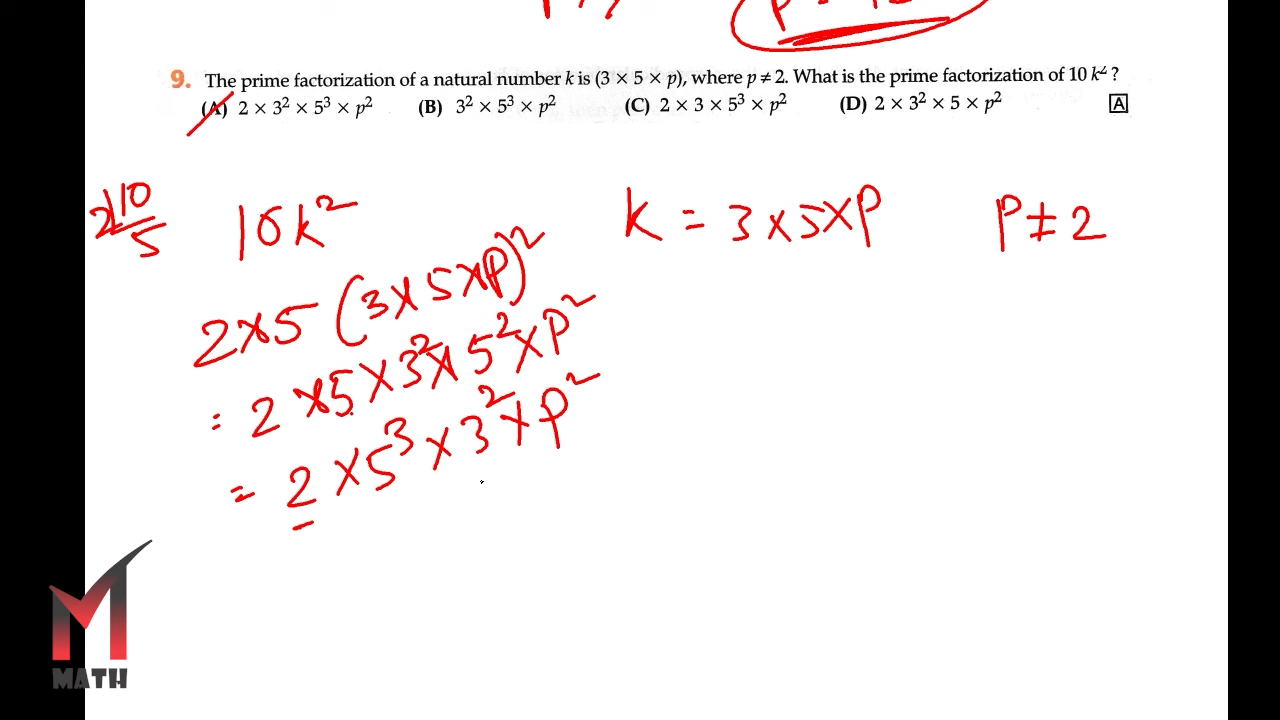 9. The prime factorization of a natural number k is (3 × 5 × p), where p ≠ 2. What is the prime factorization of 10 k² ?
(A) 2 × 3² × 5³ × p² (B) 3² × 5³ × p² (C) 2 × 3 × 5³ × p² (D) 2 × 3² × 5 × p² A
2|10 10k² k = 3 × 5 × p p ≠ 2
5
2 × 5 (3 × 5 × p)²
= 2 × 5 × 3² × 5² × p²
= 2 × 5³ × 3² × p²
MATH